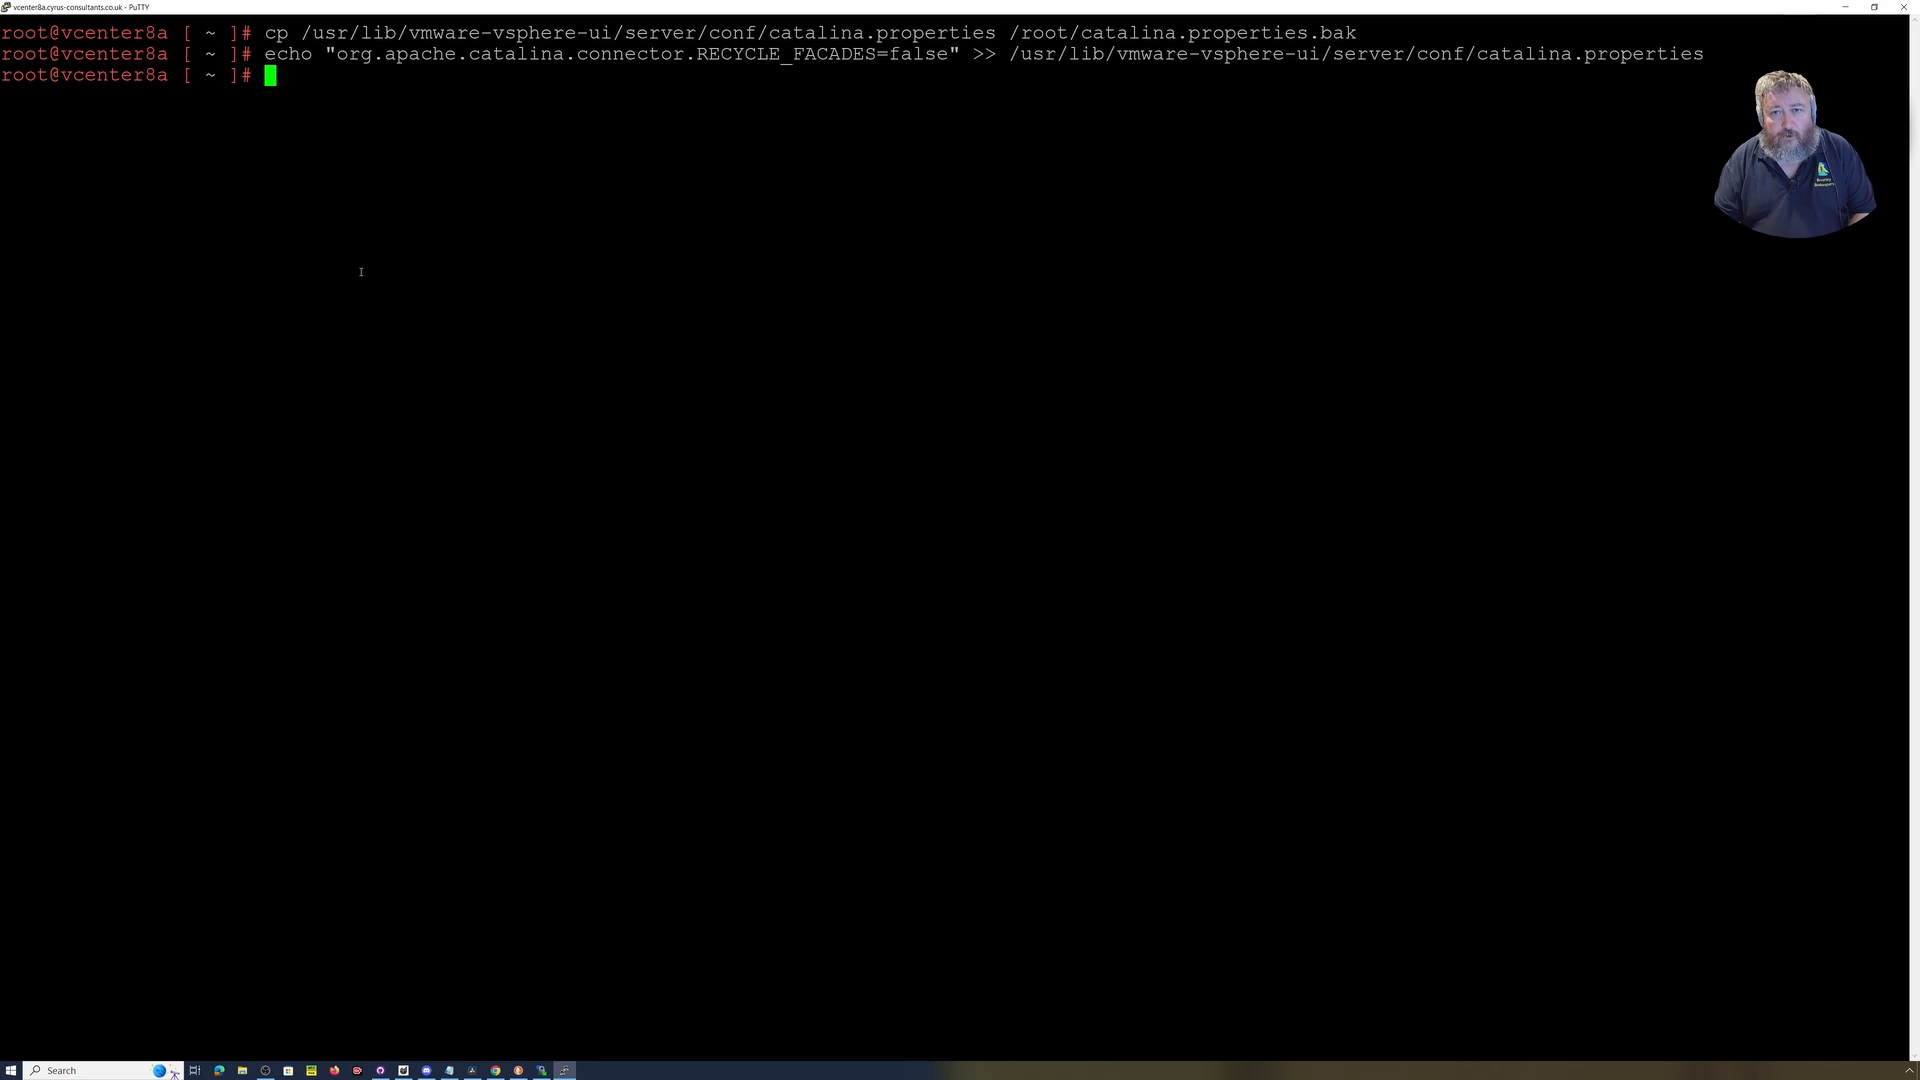 vcenter8a.cyrus-consultants.co.uk - PuTTY
root@vcenter8a [ ~ ]# cp /usr/lib/vmware-vsphere-ui/server/conf/catalina.properties /root/catalina.properties.bak
root@vcenter8a [ ~ ]# echo "org.apache.catalina.connector.RECYCLE_FACADES=false" >> /usr/lib/vmware-vsphere-ui/server/conf/catalina.properties
root@vcenter8a [ ~ ]#
Search